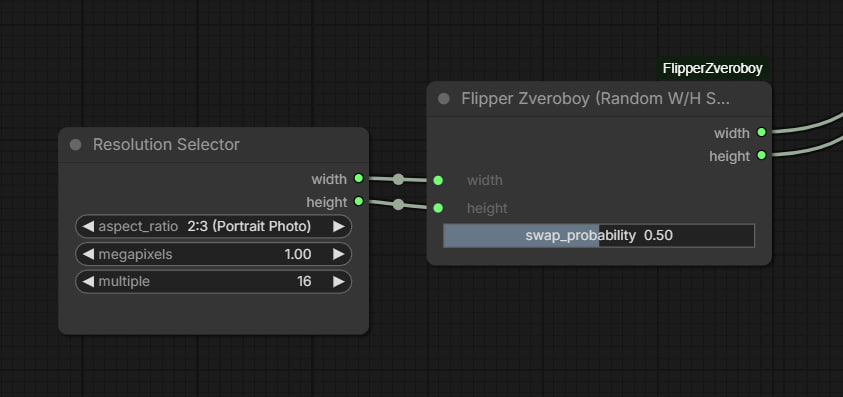 FlipperZveroboy
Flipper Zveroboy (Random W/H S...
width
height
width
height
swap_probability 0.50
Resolution Selector
width
height
aspect_ratio 2:3 (Portrait Photo)
megapixels 1.00
multiple 16